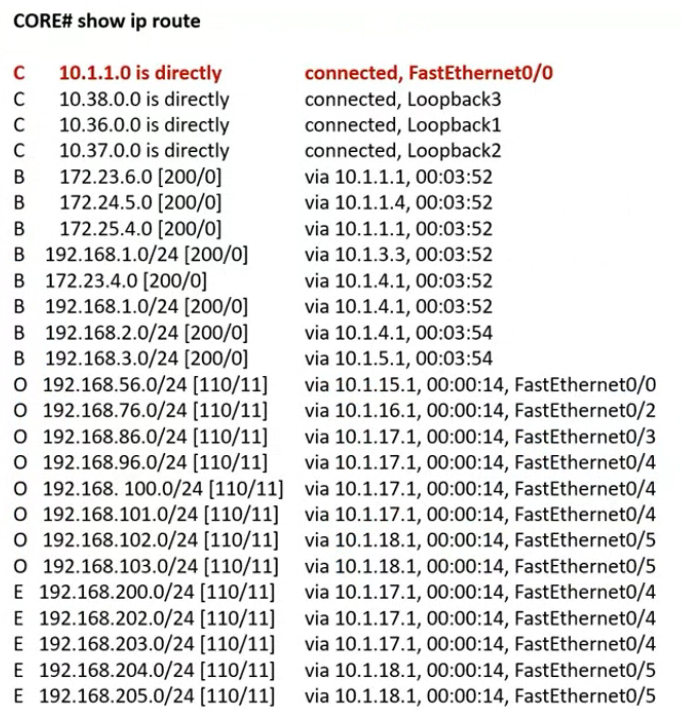 CORE# show ip route
C 10.1.1.0 is directly connected, FastEthernet0/0
C 10.38.0.0 is directly connected, Loopback3
C 10.36.0.0 is directly connected, Loopback1
C 10.37.0.0 is directly connected, Loopback2
B 172.23.6.0 [200/0] via 10.1.1.1, 00:03:52
B 172.24.5.0 [200/0] via 10.1.1.4, 00:03:52
B 172.25.4.0 [200/0] via 10.1.1.1, 00:03:52
B 192.168.1.0/24 [200/0] via 10.1.3.3, 00:03:52
B 172.23.4.0 [200/0] via 10.1.4.1, 00:03:52
B 192.168.1.0/24 [200/0] via 10.1.4.1, 00:03:52
B 192.168.2.0/24 [200/0] via 10.1.4.1, 00:03:54
B 192.168.3.0/24 [200/0] via 10.1.5.1, 00:03:54
O 192.168.56.0/24 [110/11] via 10.1.15.1, 00:00:14, FastEthernet0/0
O 192.168.76.0/24 [110/11] via 10.1.16.1, 00:00:14, FastEthernet0/2
O 192.168.86.0/24 [110/11] via 10.1.17.1, 00:00:14, FastEthernet0/3
O 192.168.96.0/24 [110/11] via 10.1.17.1, 00:00:14, FastEthernet0/4
O 192.168. 100.0/24 [110/11] via 10.1.17.1, 00:00:14, FastEthernet0/4
O 192.168.101.0/24 [110/11] via 10.1.17.1, 00:00:14, FastEthernet0/4
O 192.168.102.0/24 [110/11] via 10.1.18.1, 00:00:14, FastEthernet0/5
O 192.168.103.0/24 [110/11] via 10.1.18.1, 00:00:14, FastEthernet0/5
E 192.168.200.0/24 [110/11] via 10.1.17.1, 00:00:14, FastEthernet0/4
E 192.168.202.0/24 [110/11] via 10.1.17.1, 00:00:14, FastEthernet0/4
E 192.168.203.0/24 [110/11] via 10.1.17.1, 00:00:14, FastEthernet0/4
E 192.168.204.0/24 [110/11] via 10.1.18.1, 00:00:14, FastEthernet0/5
E 192.168.205.0/24 [110/11] via 10.1.18.1, 00:00:14, FastEthernet0/5